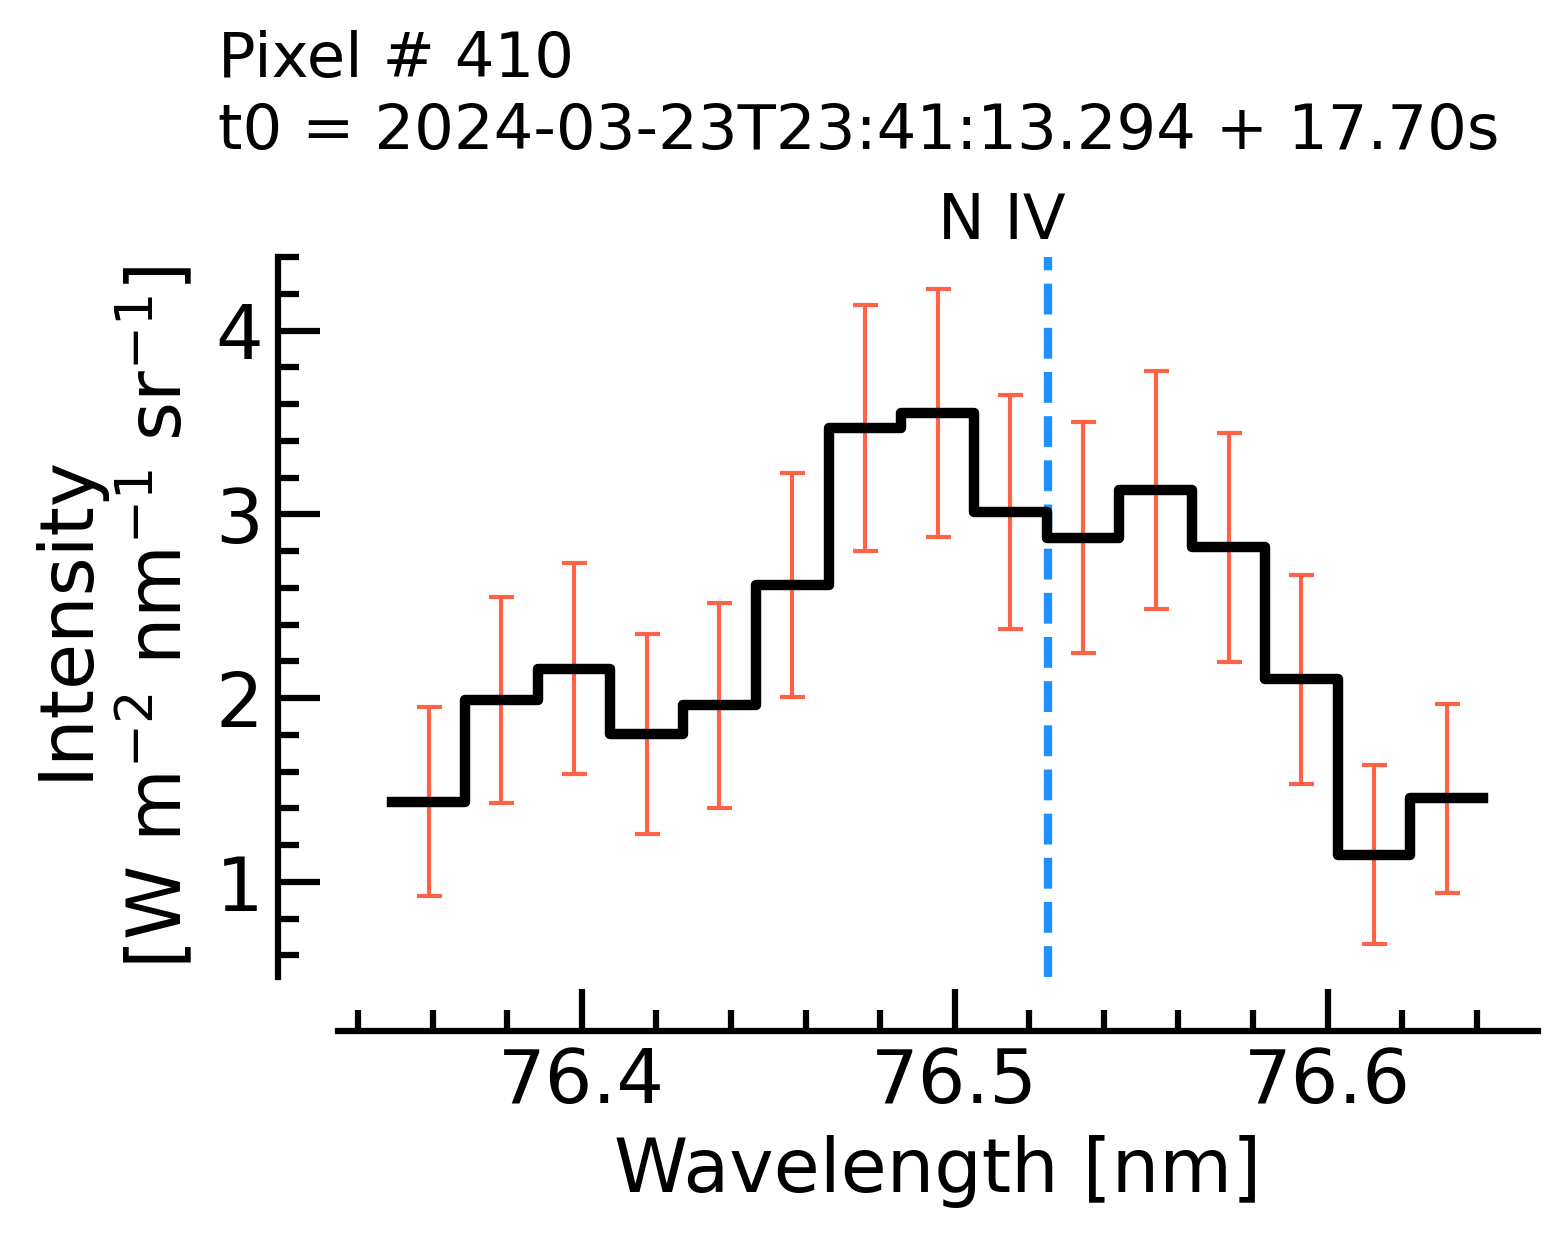 Pixel # 410
t0 = 2024-03-23T23:41:13.294 + 17.70s
N IV
Intensity
[W m⁻² nm⁻¹ sr⁻¹]
4
3
2
1
76.4 76.5 76.6
Wavelength [nm]